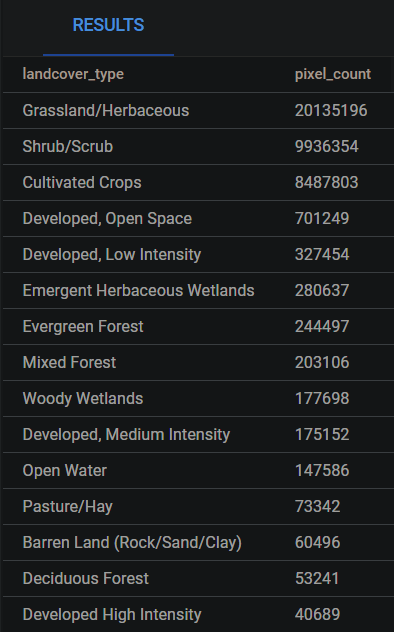 RESULTS
landcover_type pixel_count
Grassland/Herbaceous 20135196
Shrub/Scrub 9936354
Cultivated Crops 8487803
Developed, Open Space 701249
Developed, Low Intensity 327454
Emergent Herbaceous Wetlands 280637
Evergreen Forest 244497
Mixed Forest 203106
Woody Wetlands 177698
Developed, Medium Intensity 175152
Open Water 147586
Pasture/Hay 73342
Barren Land (Rock/Sand/Clay) 60496
Deciduous Forest 53241
Developed High Intensity 40689